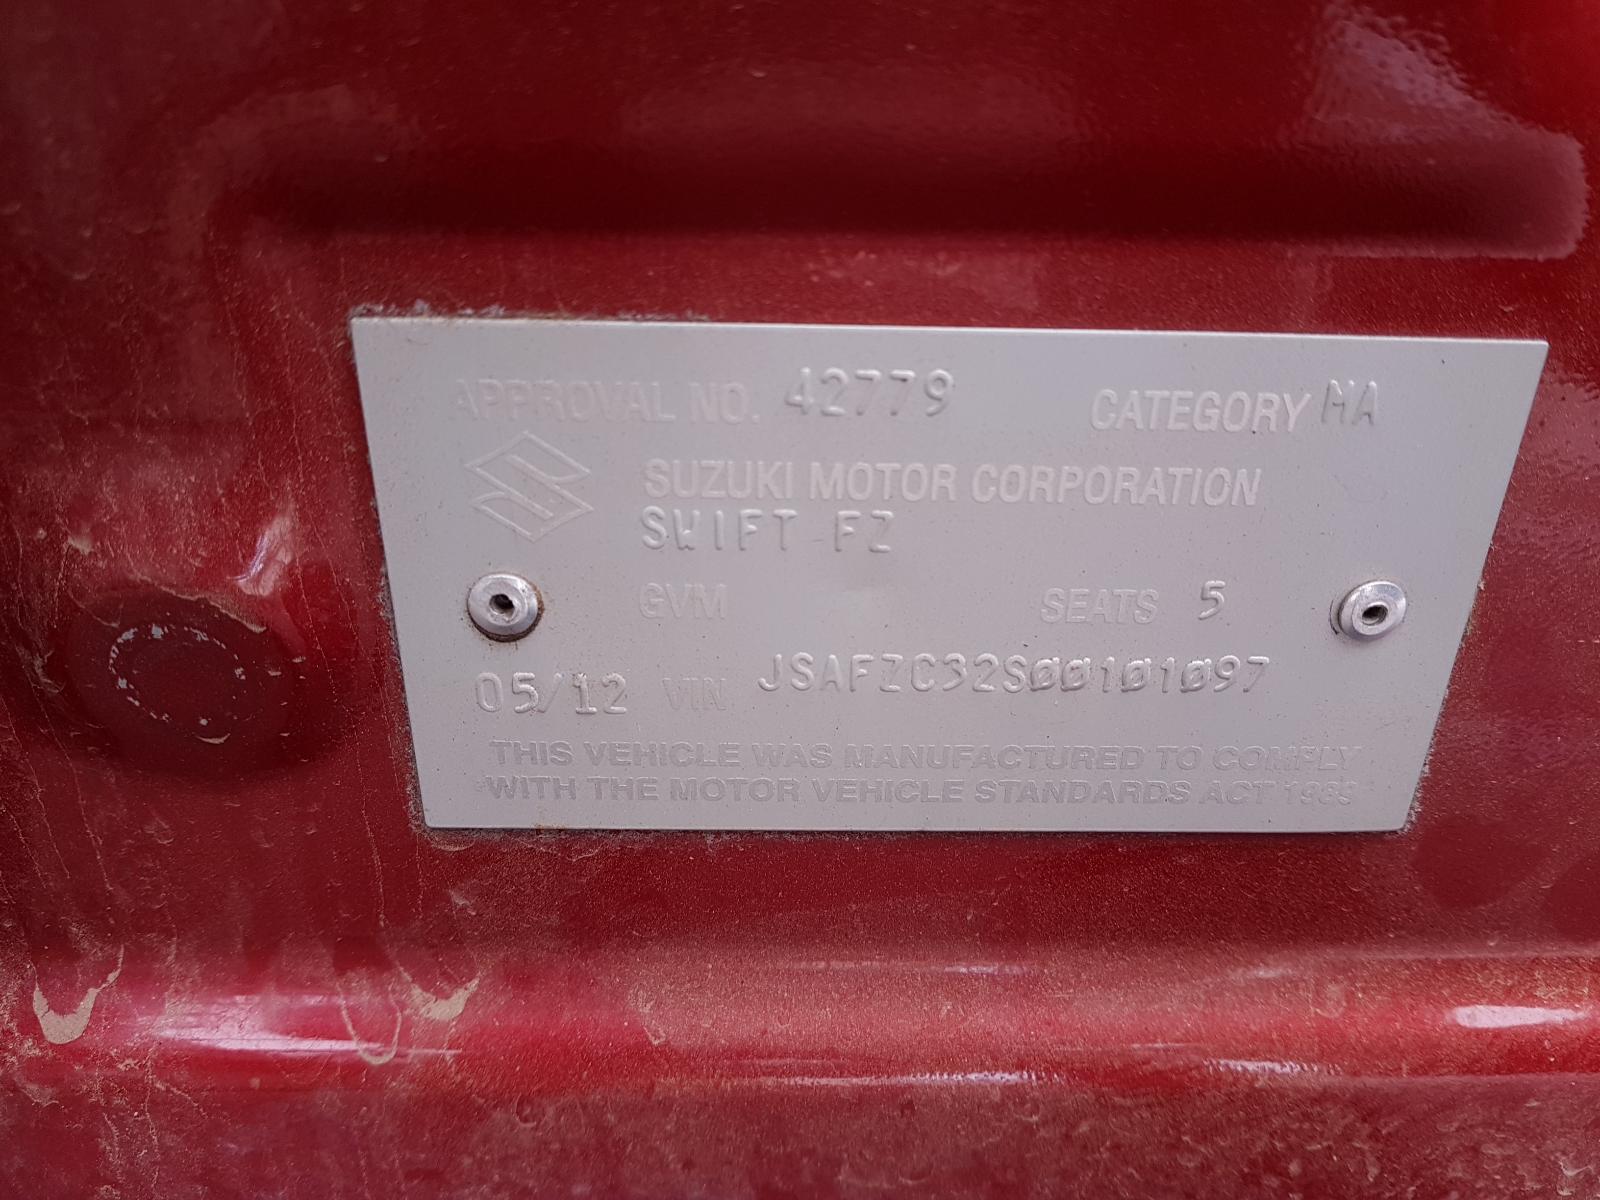 APPROVAL NO. 42779 CATEGORY MA
SUZUKI MOTOR CORPORATION
SWIFT FZ
GVM SEATS 5
05/12 VIN JSAFZC32S00101097
THIS VEHICLE WAS MANUFACTURED TO COMPLY
WITH THE MOTOR VEHICLE STANDARDS ACT 1989